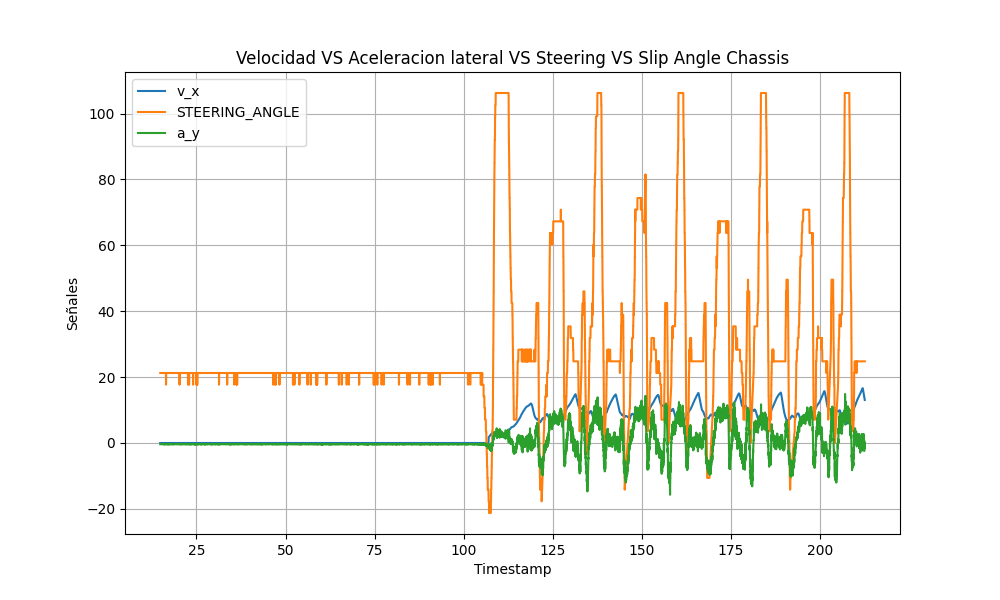 Velocidad VS Aceleracion lateral VS Steering VS Slip Angle Chassis
v_x
STEERING_ANGLE
a_y
100
80
60
40
20
0
−20
Señales
25
50
75
100
125
150
175
200
Timestamp